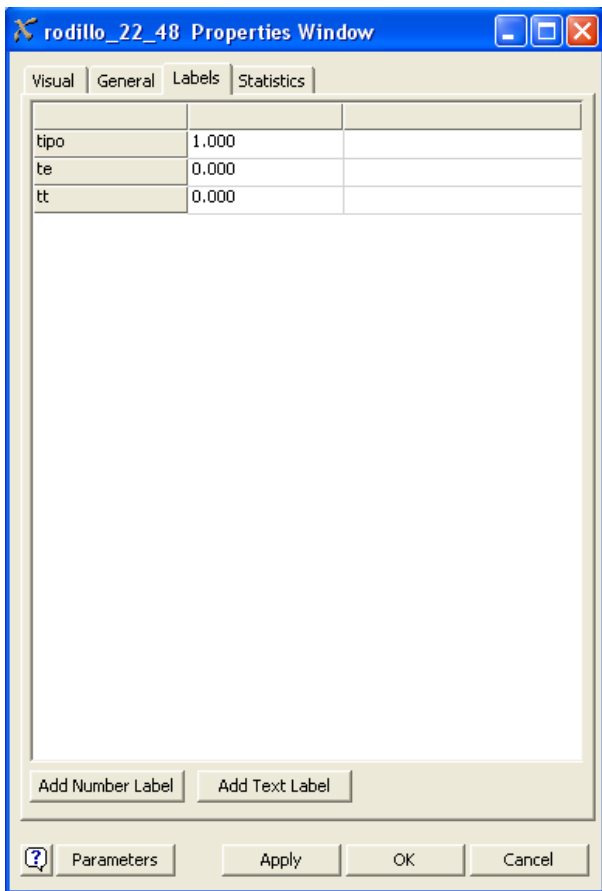 rodillo_22_48 Properties Window
Visual General Labels Statistics
tipo 1.000
te 0.000
tt 0.000
Add Number Label Add Text Label
? Parameters Apply OK Cancel